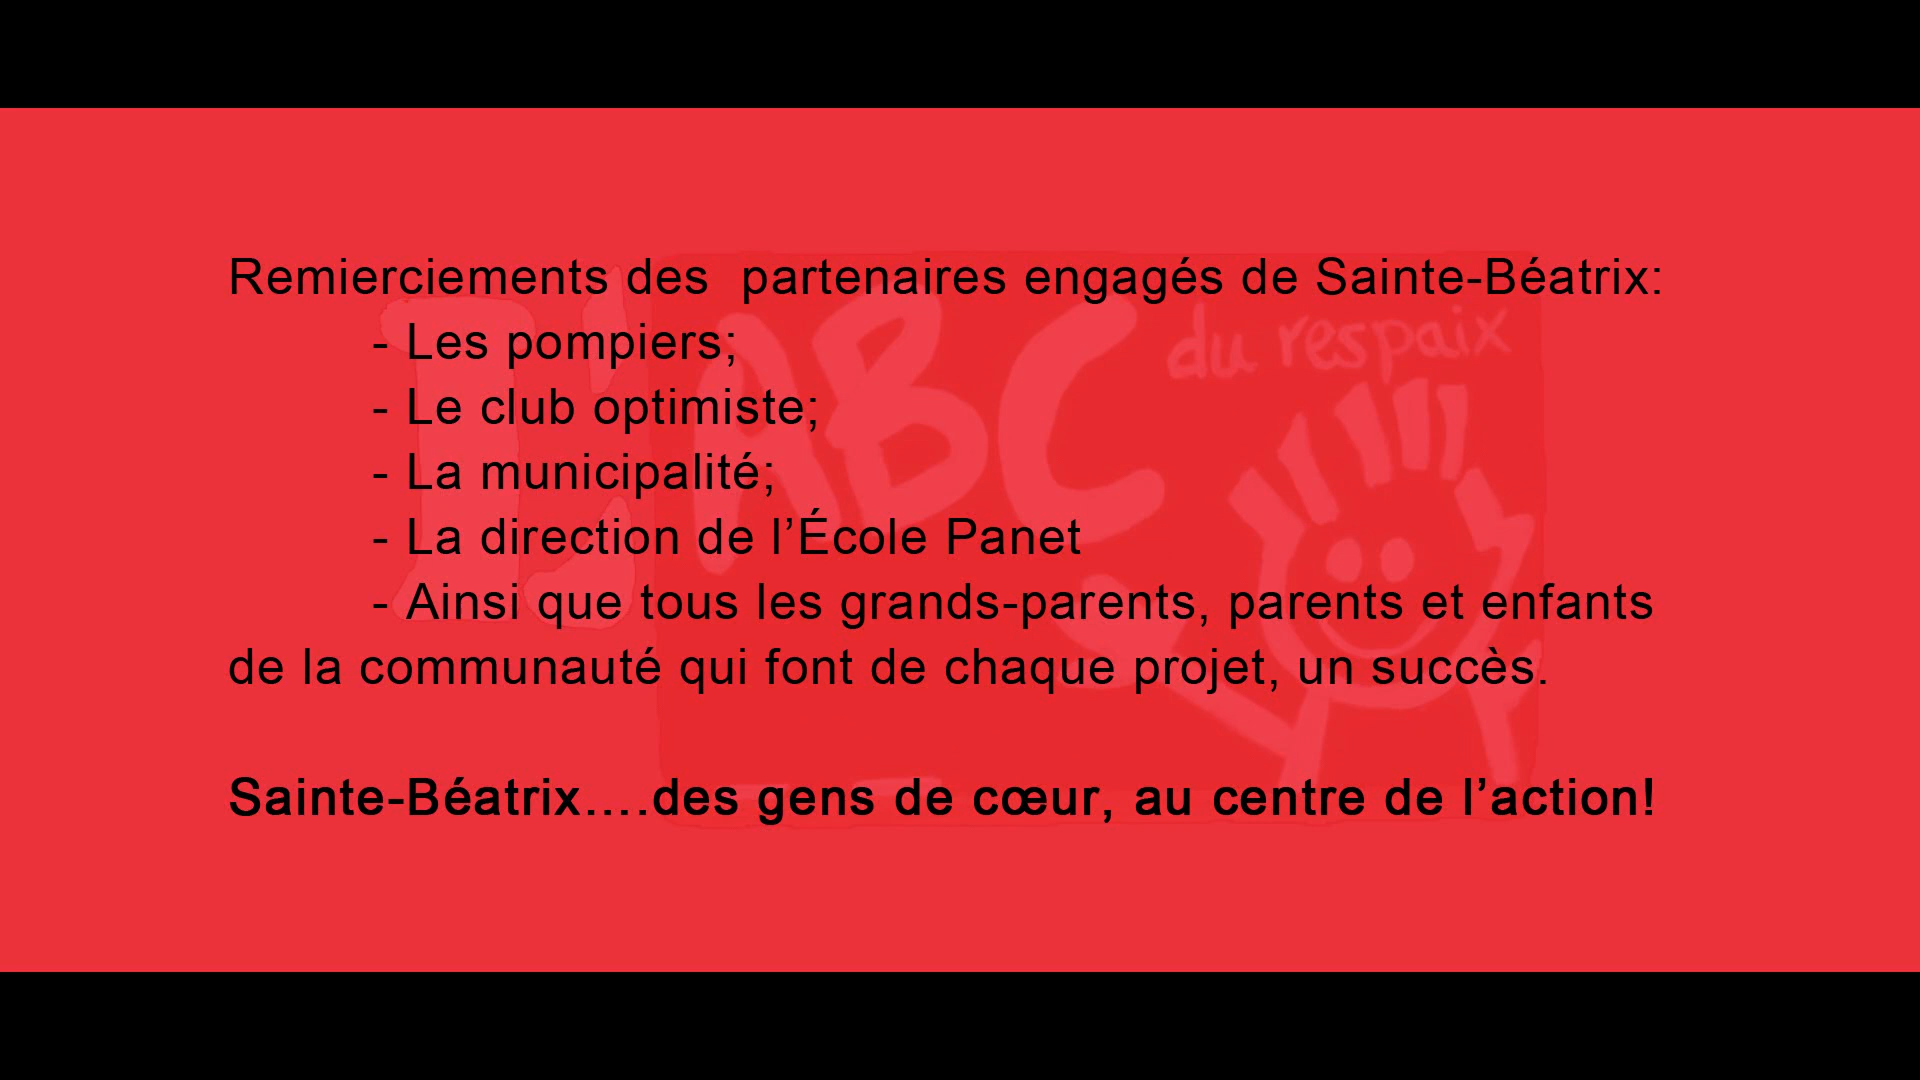 Remierciements des  partenaires engagés de Sainte-Béatrix:
- Les pompiers;
- Le club optimiste;
- La municipalité;
- La direction de l’École Panet
- Ainsi que tous les grands-parents, parents et enfants
de la communauté qui font de chaque projet, un succès.
Sainte-Béatrix....des gens de cœur, au centre de l’action!
L'ABC du respaix